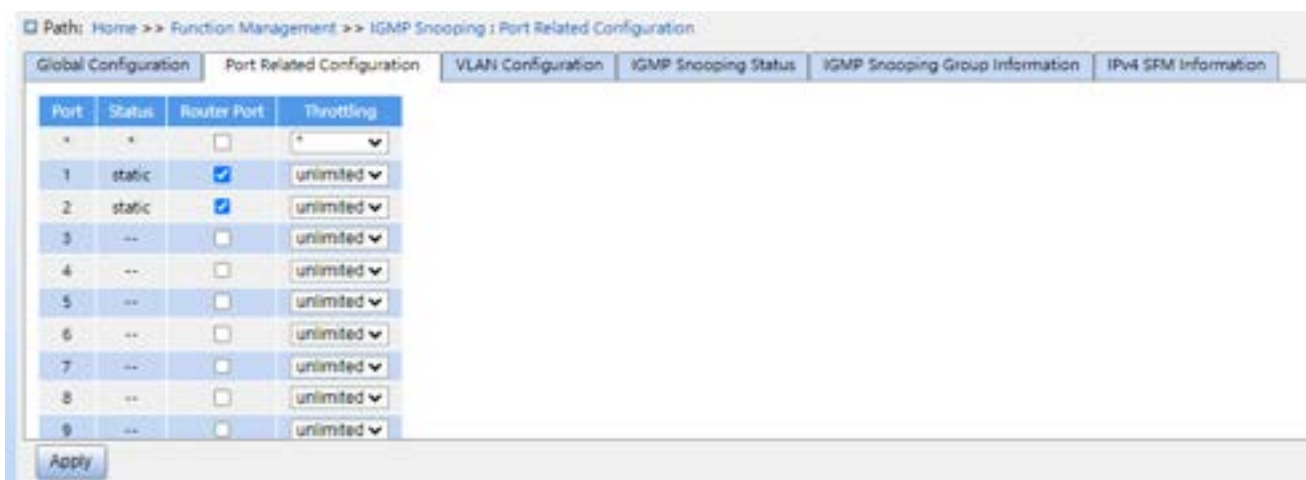 Path: Home >> Function Management >> IGMP Snooping : Port Related Configuration
Global Configuration Port Related Configuration VLAN Configuration IGMP Snooping Status IGMP Snooping Group Information IPv4 SFM Information
Port Status Router Port Throttling
* * *
1 static unlimited
2 static unlimited
3 -- unlimited
4 -- unlimited
5 -- unlimited
6 -- unlimited
7 -- unlimited
8 -- unlimited
9 -- unlimited
Apply